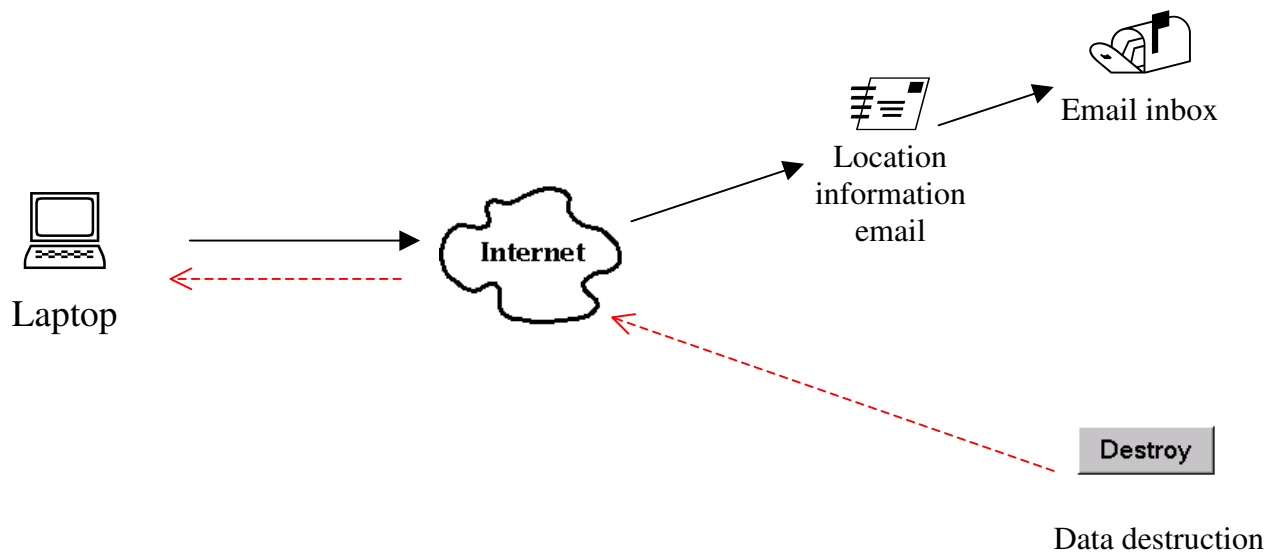 Email inbox
Location
information
email
Internet
Laptop
Destroy
Data destruction